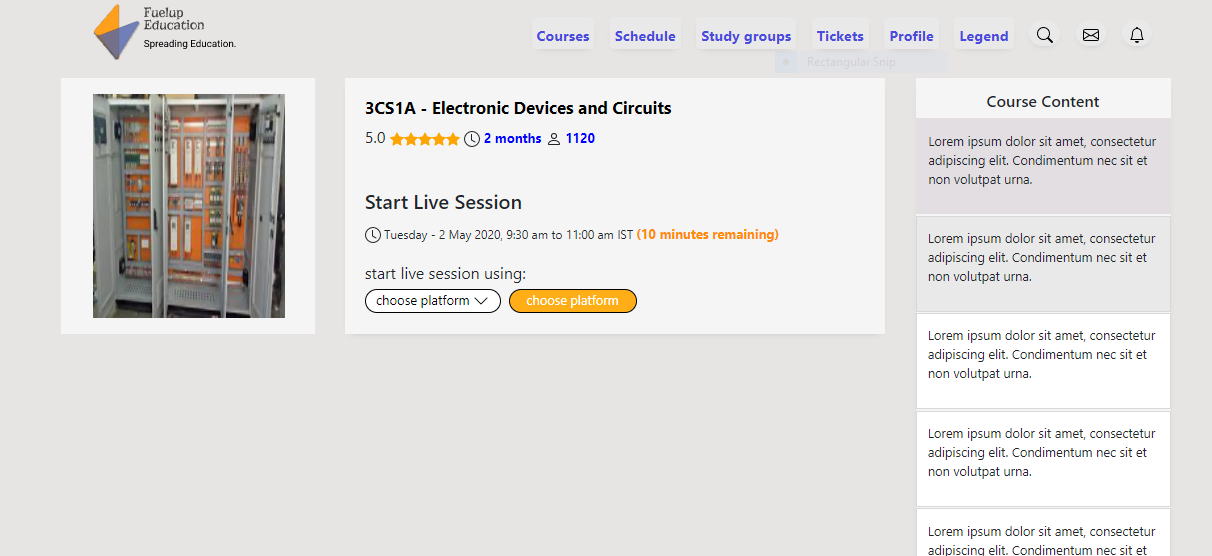 Fuelup
Education
Spreading Education.
Courses
Schedule
Study groups
Tickets
Profile
Legend
Rectangular Snip
3CS1A - Electronic Devices and Circuits
5.0 2 months 1120
Start Live Session
Tuesday - 2 May 2020, 9:30 am to 11:00 am IST (10 minutes remaining)
start live session using:
choose platform
choose platform
Course Content
Lorem ipsum dolor sit amet, consectetur
adipiscing elit. Condimentum nec sit et
non volutpat urna.
Lorem ipsum dolor sit amet, consectetur
adipiscing elit. Condimentum nec sit et
non volutpat urna.
Lorem ipsum dolor sit amet, consectetur
adipiscing elit. Condimentum nec sit et
non volutpat urna.
Lorem ipsum dolor sit amet, consectetur
adipiscing elit. Condimentum nec sit et
non volutpat urna.
Lorem ipsum dolor sit amet, consectetur
adipiscing elit. Condimentum nec sit et